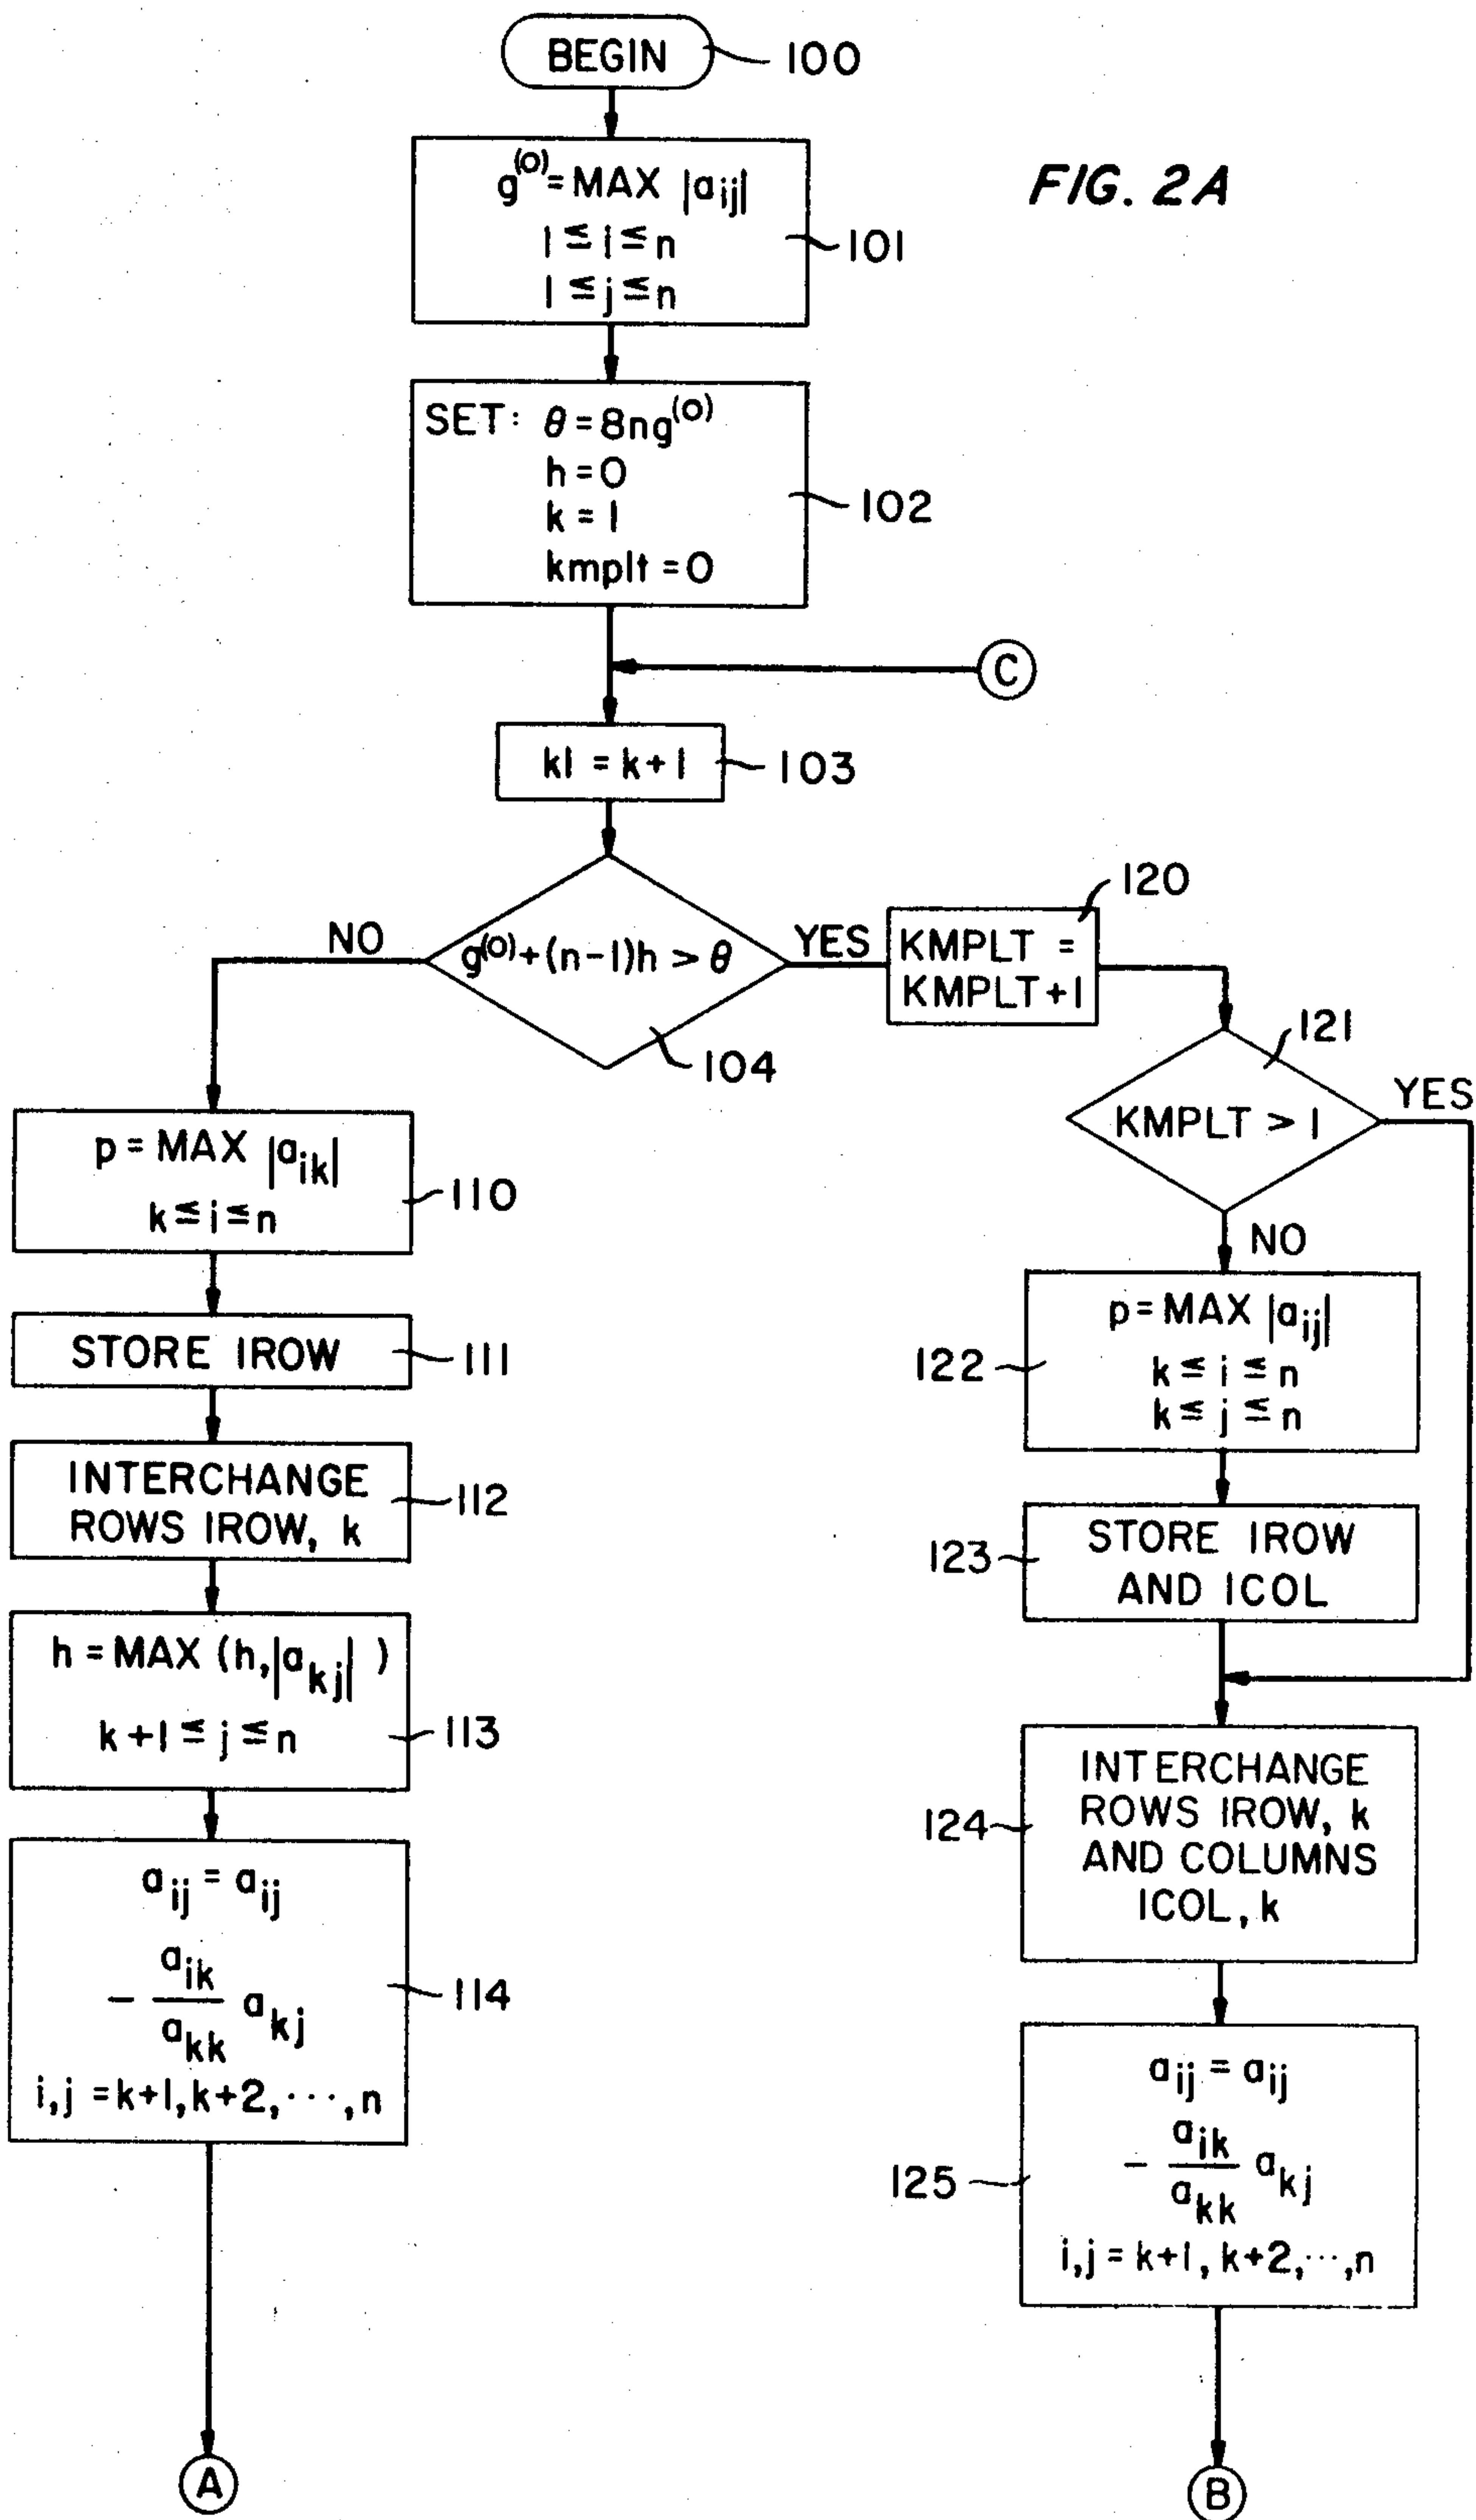 BEGIN
100
FIG. 2A
g^(0) = MAX |a_ij|
1 ≤ i ≤ n
1 ≤ j ≤ n
101
SET: θ = 8ng^(0)
h = 0
k = 1
kmplt = 0
102
C
k1 = k+1
103
g^(0)+(n-1)h > θ
104
NO
YES
KMPLT =
KMPLT+1
120
KMPLT > 1
121
YES
NO
p = MAX |a_ik|
k ≤ i ≤ n
110
STORE IROW
111
INTERCHANGE
ROWS IROW, k
112
h = MAX (h,|a_kj| )
k+1 ≤ j ≤ n
113
a_ij = a_ij
- a_ik/a_kk a_kj
i,j = k+1,k+2,···,n
114
A
p = MAX |a_ij|
k ≤ i ≤ n
k ≤ j ≤ n
122
STORE IROW
AND ICOL
123
INTERCHANGE
ROWS IROW, k
AND COLUMNS
ICOL, k
124
a_ij = a_ij
- a_ik/a_kk a_kj
i,j = k+1, k+2,···,n
125
B